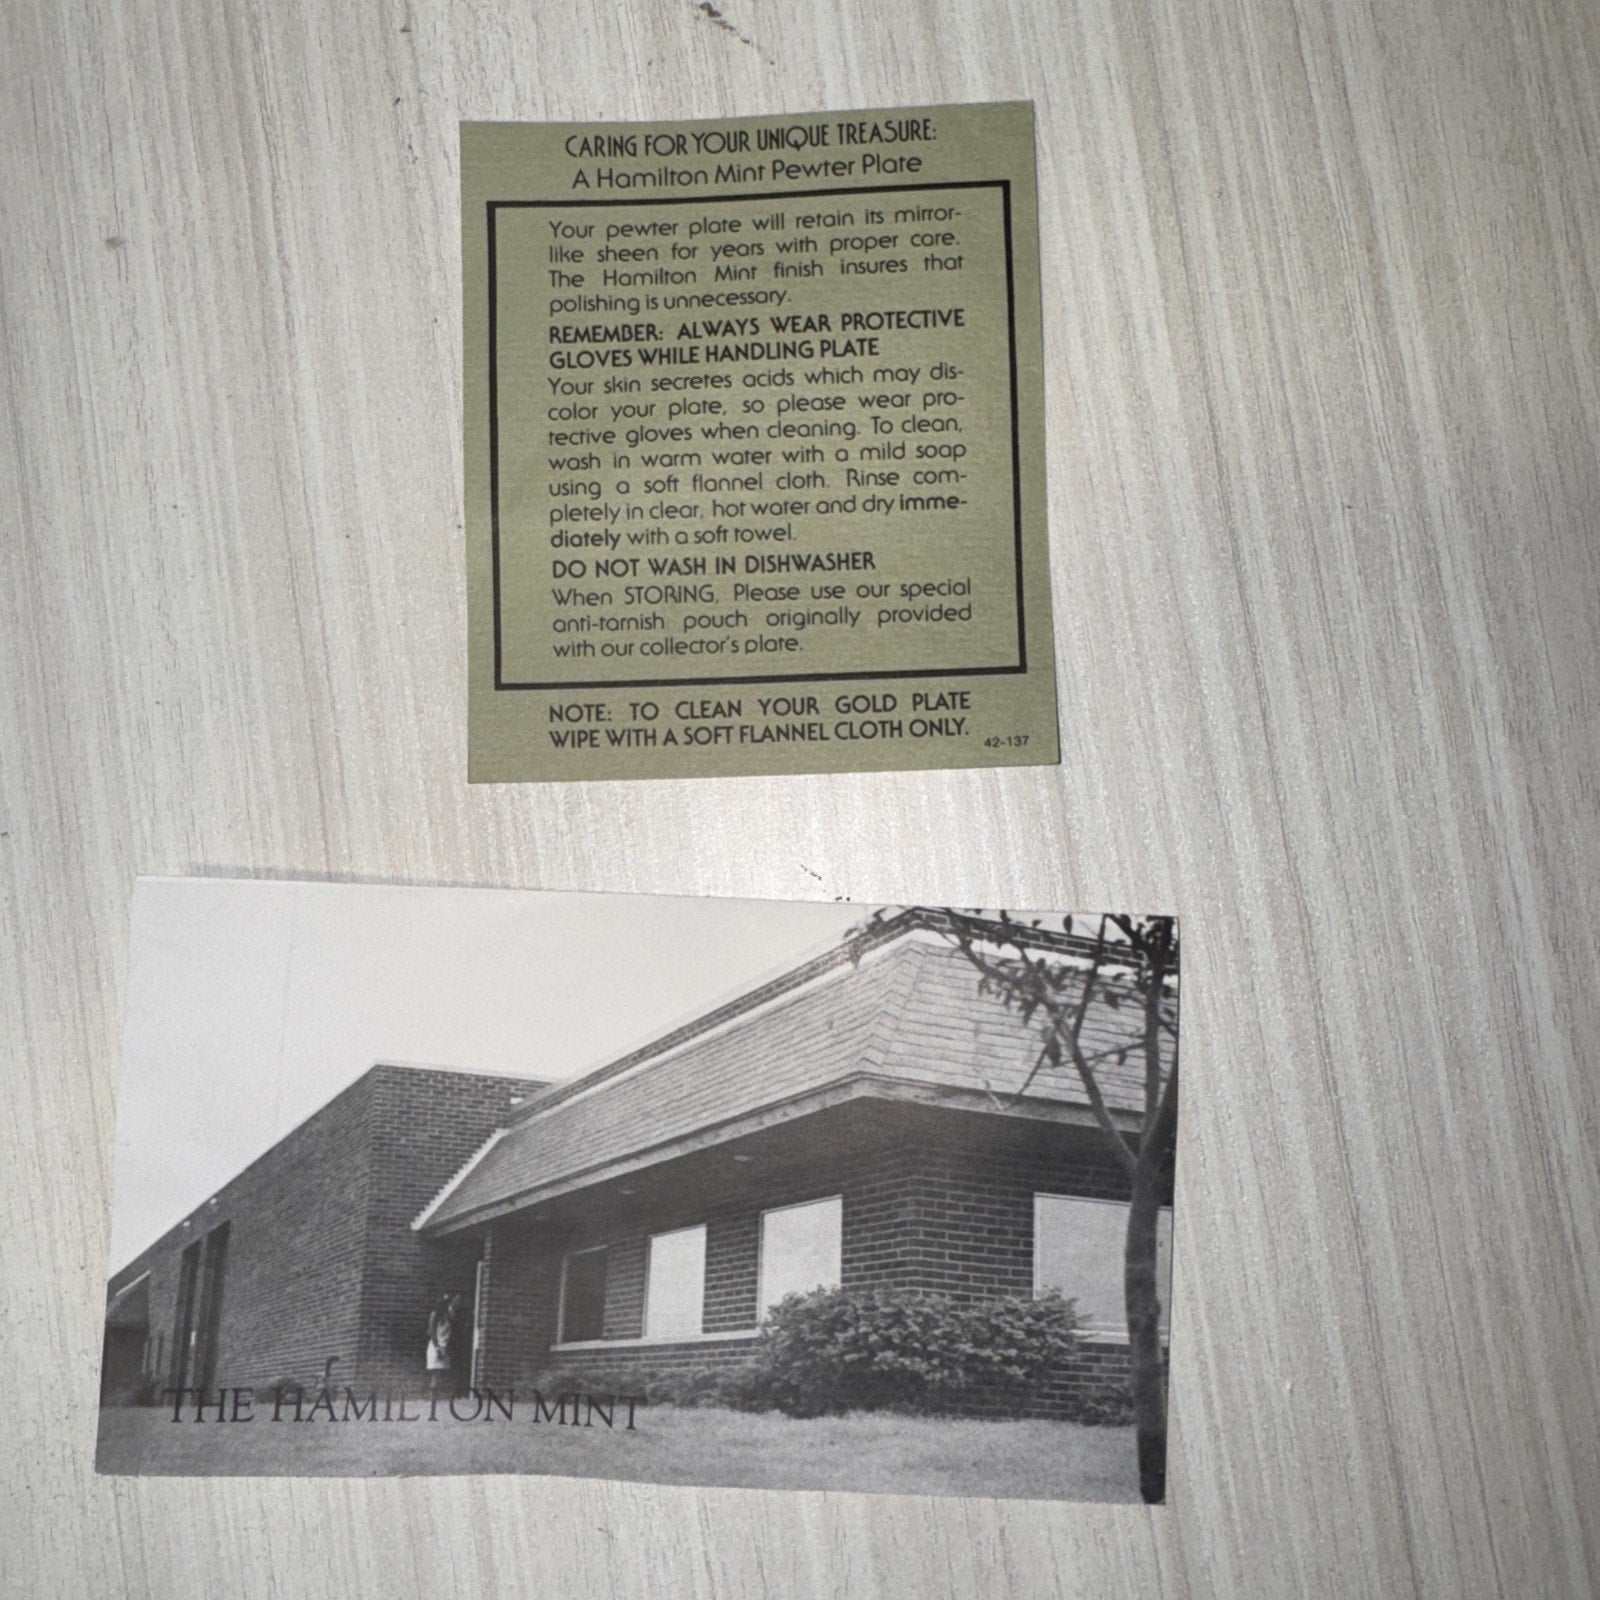 CARING FOR YOUR UNIQUE TREASURE:
A Hamilton Mint Pewter Plate
Your pewter plate will retain its mirror-
like sheen for years with proper care.
The Hamilton Mint finish insures that
polishing is unnecessary.
REMEMBER: ALWAYS WEAR PROTECTIVE
GLOVES WHILE HANDLING PLATE
Your skin secretes acids which may dis-
color your plate, so please wear pro-
tective gloves when cleaning. To clean,
wash in warm water with a mild soap
using a soft flannel cloth. Rinse com-
pletely in clear, hot water and dry imme-
diately with a soft towel.
DO NOT WASH IN DISHWASHER
When STORING, Please use our special
anti-tarnish pouch originally provided
with our collector's plate.
NOTE: TO CLEAN YOUR GOLD PLATE
WIPE WITH A SOFT FLANNEL CLOTH ONLY.
42-137
THE HAMILTON MINT